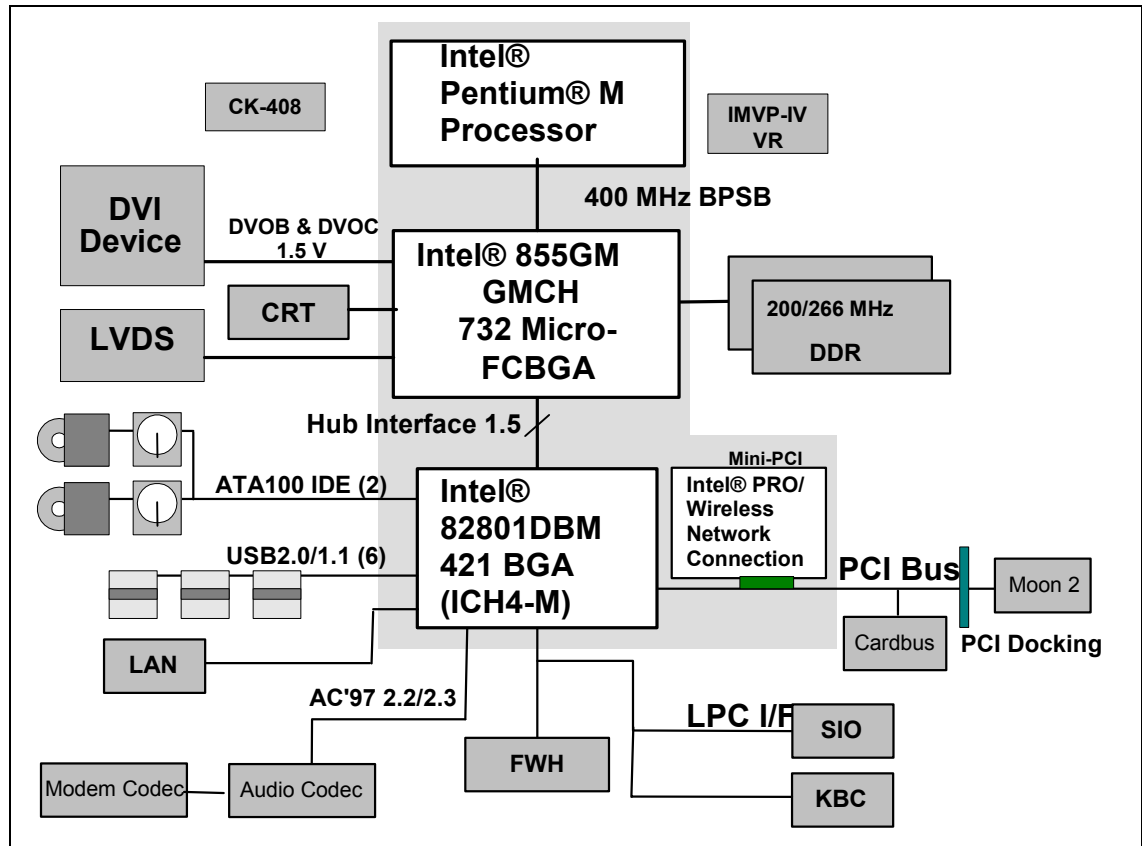 Intel®
Pentium® M
Processor
CK-408
IMVP-IV
VR
400 MHz BPSB
DVI
Device
DVOB & DVOC
1.5 V
Intel® 855GM
GMCH
732 Micro-
FCBGA
CRT
LVDS
200/266 MHz
DDR
Hub Interface 1.5
Mini-PCI
Intel® PRO/
Wireless
Network
Connection
ATA100 IDE (2)
Intel®
82801DBM
421 BGA
(ICH4-M)
USB2.0/1.1 (6)
PCI Bus
Moon 2
Cardbus
PCI Docking
LAN
AC'97 2.2/2.3
LPC I/F
SIO
FWH
Modem Codec
Audio Codec
KBC